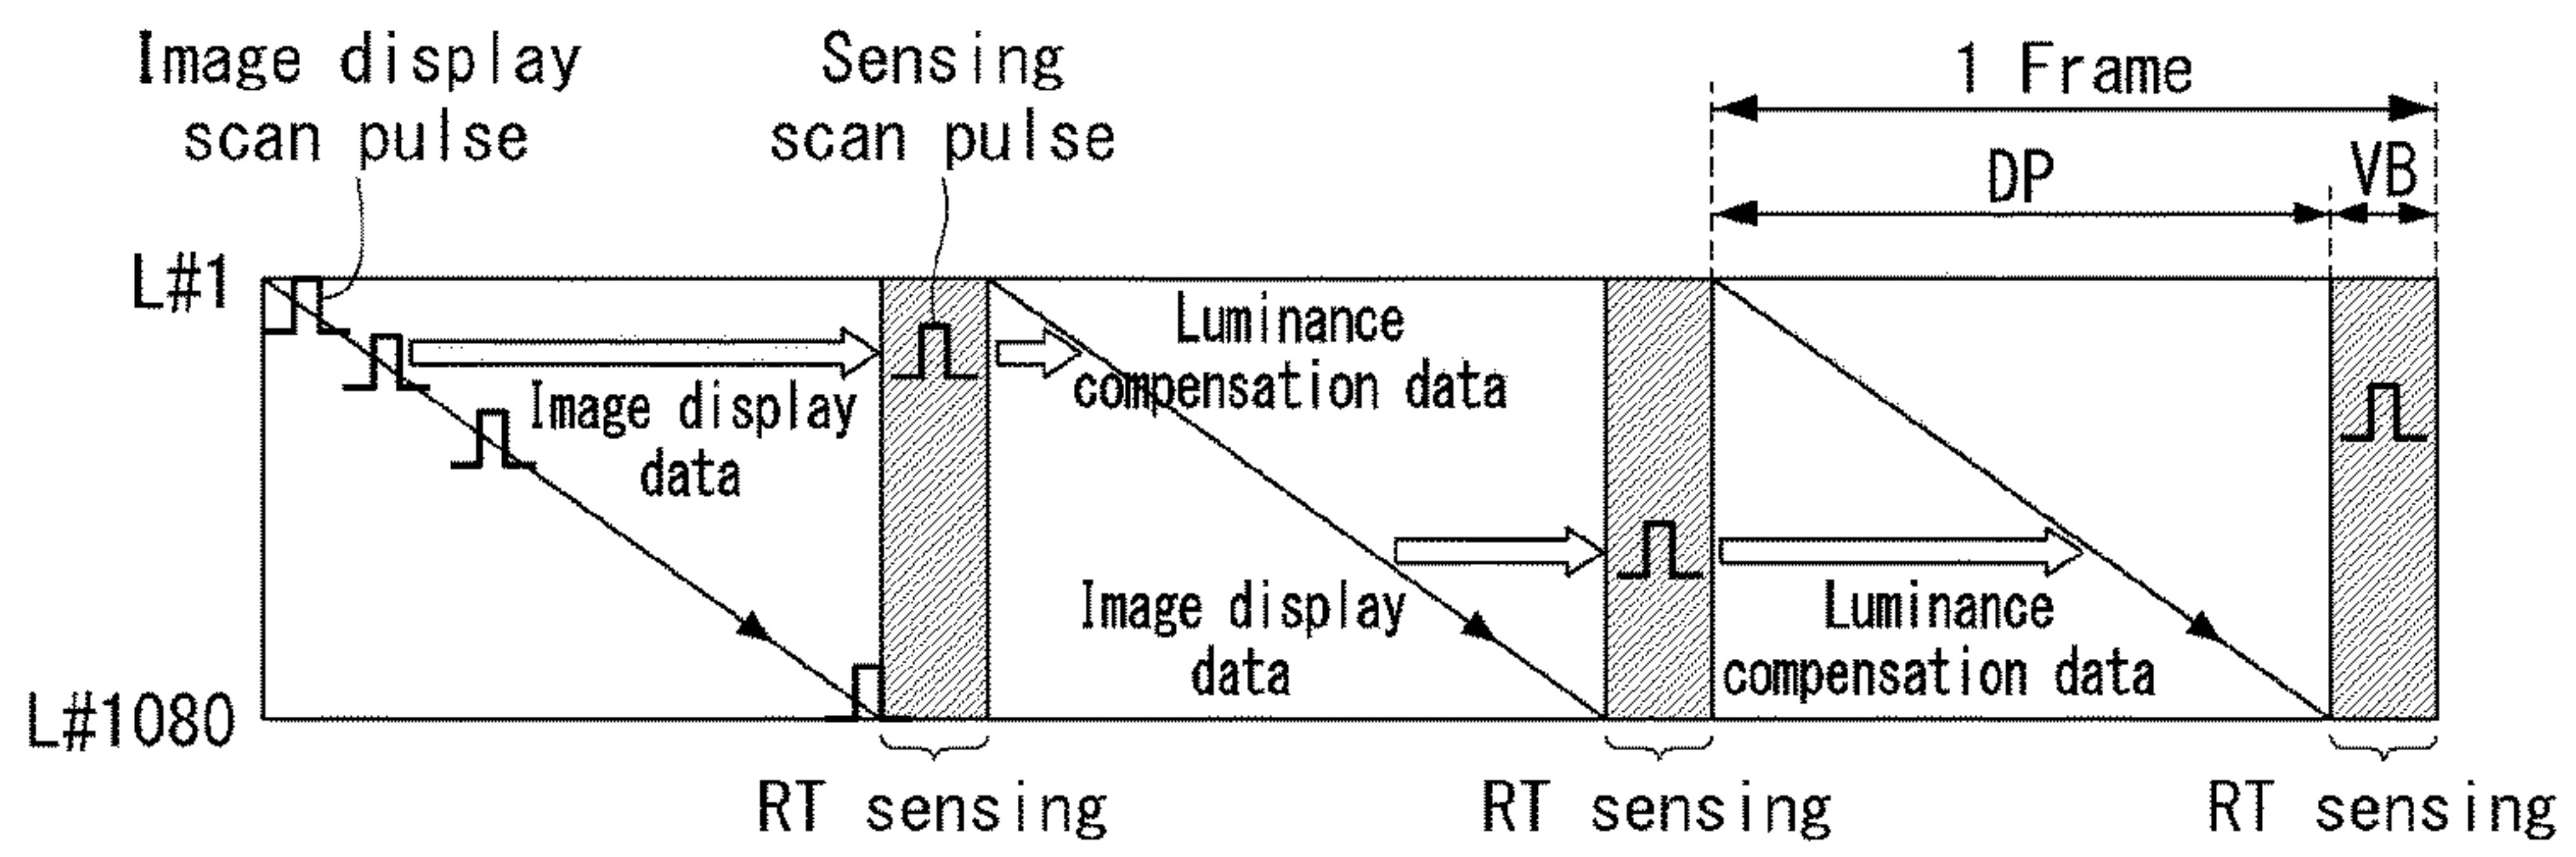 Image display
scan pulse
Sensing
scan pulse
1 Frame
DP
VB
L#1
Luminance
compensation data
Image display
data
Image display
data
Luminance
compensation data
L#1080
RT sensing
RT sensing
RT sensing